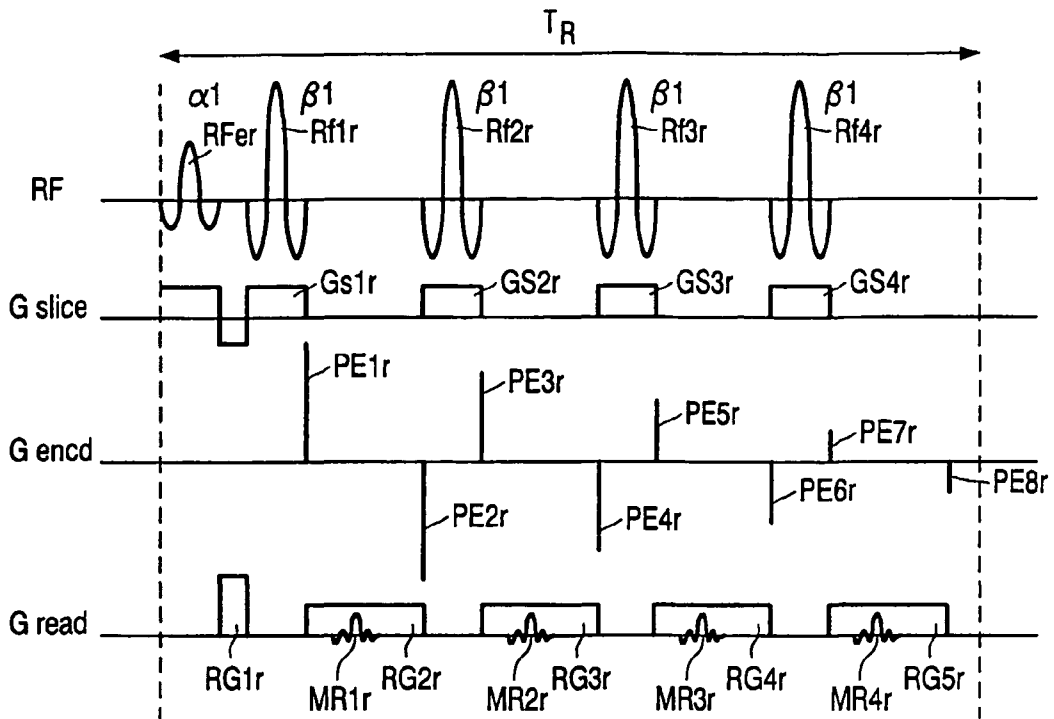 TR
α1 β1 β1 β1 β1
RFer Rf1r Rf2r Rf3r Rf4r
RF
Gs1r GS2r GS3r GS4r
G slice
PE1r PE3r PE5r PE7r
G encd
PE2r PE4r PE6r PE8r
G read
RG1r MR1r RG2r MR2r RG3r MR3r RG4r MR4r RG5r